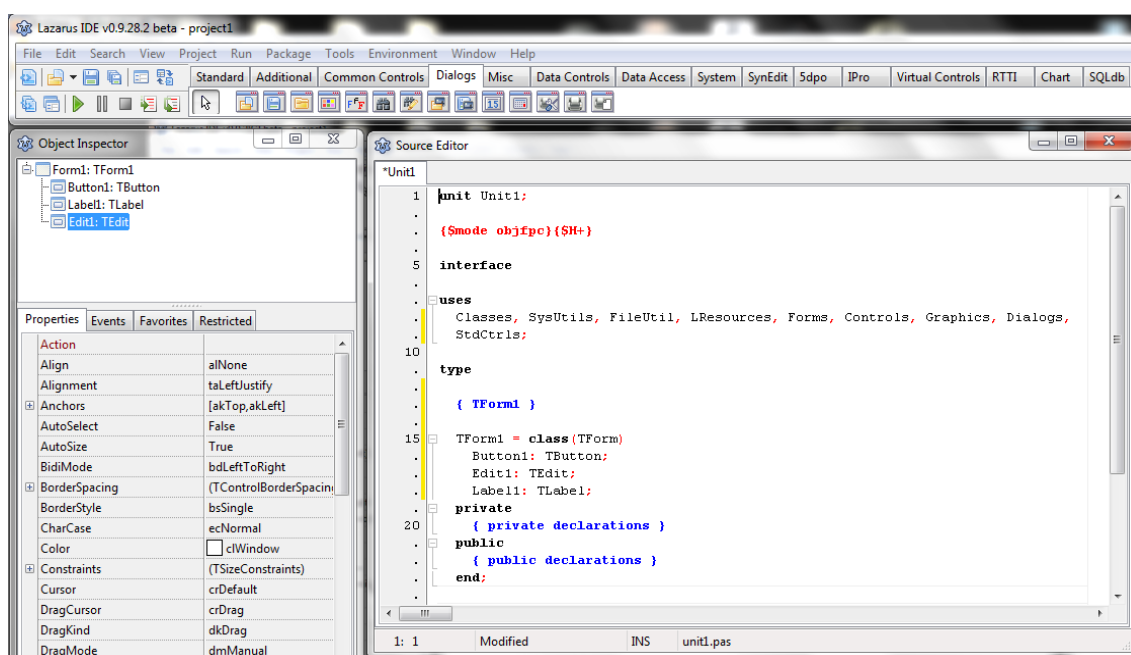 Lazarus IDE v0.9.28.2 beta - project1
File Edit Search View Project Run Package Tools Environment Window Help
Standard Additional Common Controls Dialogs Misc Data Controls Data Access System SynEdit 5dpo IPro Virtual Controls RTTI Chart SQLdb
Object Inspector
Form1: TForm1
Button1: TButton
Label1: TLabel
Edit1: TEdit
Properties Events Favorites Restricted
Action
Align alNone
Alignment taLeftJustify
Anchors [akTop,akLeft]
AutoSelect False
AutoSize True
BidiMode bdLeftToRight
BorderSpacing (TControlBorderSpacin
BorderStyle bsSingle
CharCase ecNormal
Color clWindow
Constraints (TSizeConstraints)
Cursor crDefault
DragCursor crDrag
DragKind dkDrag
DragMode dmManual
Source Editor
*Unit1
1 unit Unit1;
.
. {$mode objfpc}{$H+}
.
5 interface
.
. uses
. Classes, SysUtils, FileUtil, LResources, Forms, Controls, Graphics, Dialogs,
. StdCtrls;
10
. type
.
. { TForm1 }
.
15 TForm1 = class(TForm)
. Button1: TButton;
. Edit1: TEdit;
. Label1: TLabel;
. private
20 { private declarations }
. public
. { public declarations }
. end;
.
1: 1 Modified INS unit1.pas